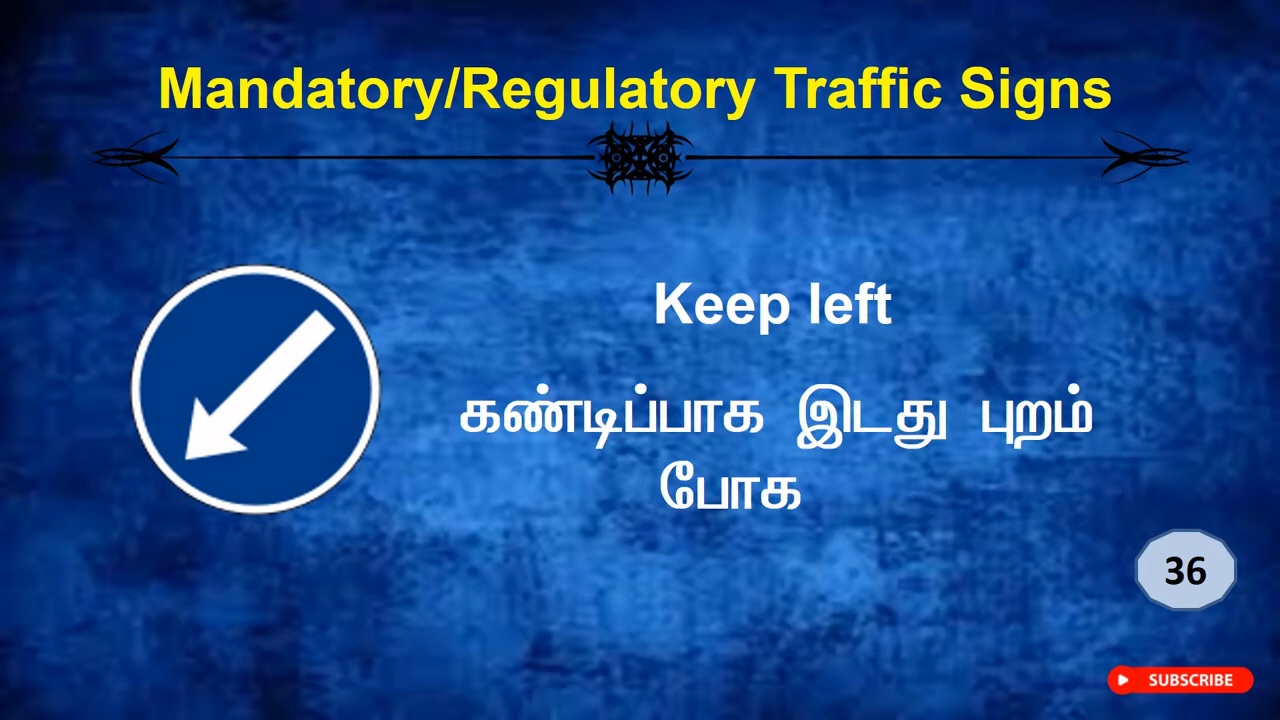 Mandatory/Regulatory Traffic Signs
Keep left
கண்டிப்பாக இடது புறம்
போக
36
SUBSCRIBE